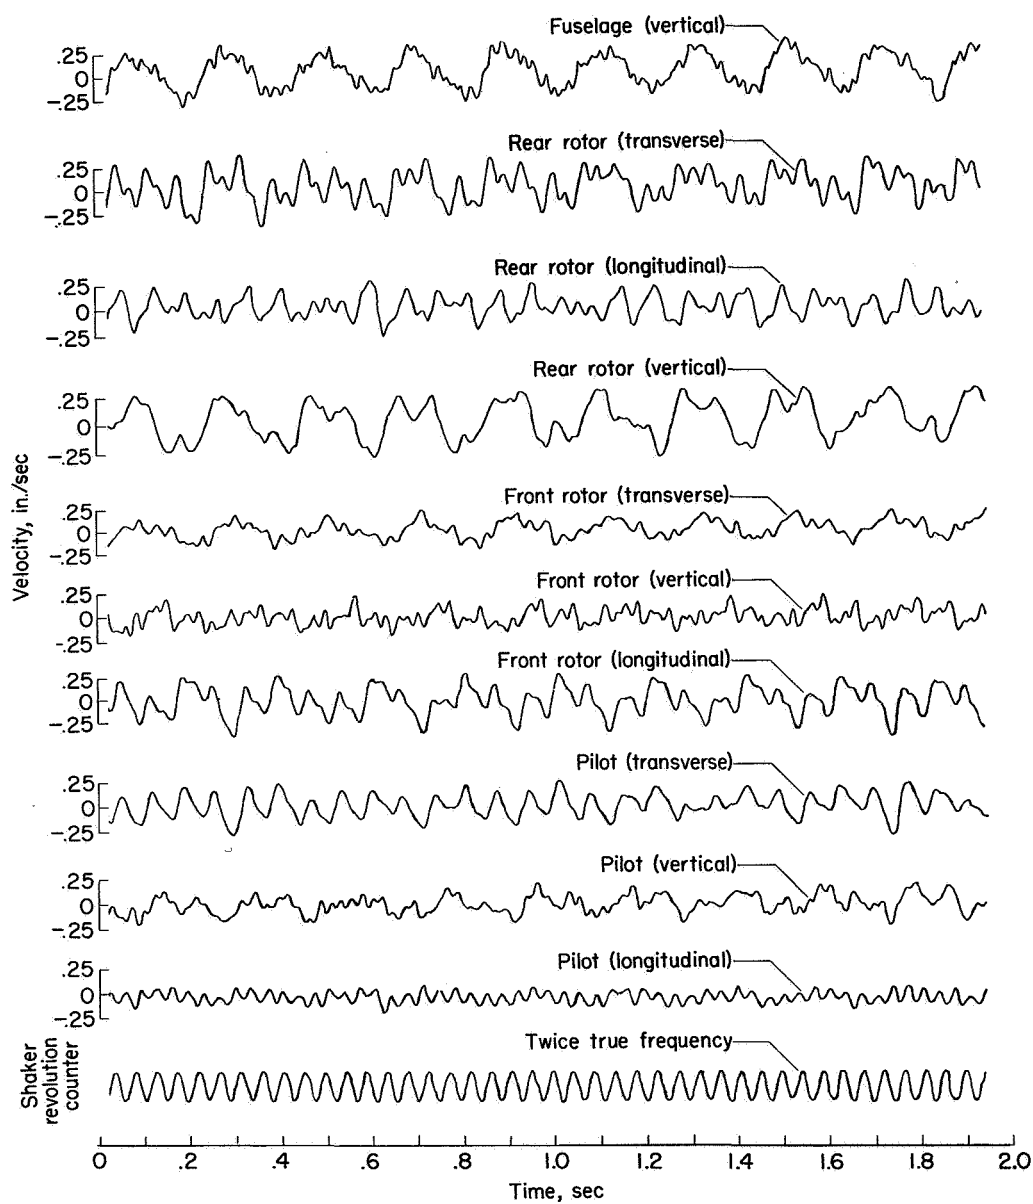 Fuselage (vertical)
.25
0
-.25
Rear rotor (transverse)
.25
0
-.25
Rear rotor (longitudinal)
.25
0
-.25
Rear rotor (vertical)
.25
0
-.25
Front rotor (transverse)
.25
0
-.25
Front rotor (vertical)
.25
0
-.25
Front rotor (longitudinal)
.25
0
-.25
Pilot (transverse)
.25
0
-.25
Pilot (vertical)
.25
0
-.25
Pilot (longitudinal)
.25
0
-.25
Twice true frequency
Velocity, in./sec
Shaker
revolution
counter
0 .2 .4 .6 .8 1.0 1.2 1.4 1.6 1.8 2.0
Time, sec